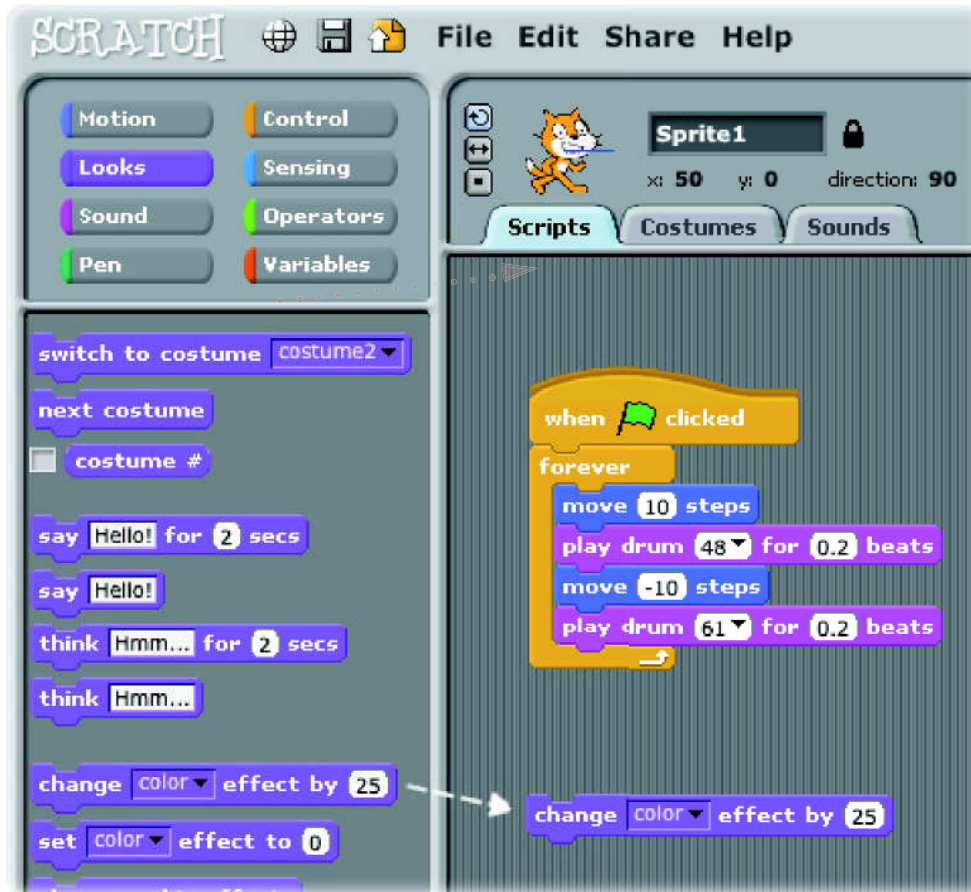 SCRATCH File Edit Share Help
Motion Control
Looks Sensing
Sound Operators
Pen Variables
Sprite1
x: 50 y: 0 direction: 90
Scripts Costumes Sounds
switch to costume costume2
next costume
costume #
say Hello! for 2 secs
say Hello!
think Hmm... for 2 secs
think Hmm...
change color effect by 25
set color effect to 0
when clicked
forever
move 10 steps
play drum 48 for 0.2 beats
move -10 steps
play drum 61 for 0.2 beats
change color effect by 25